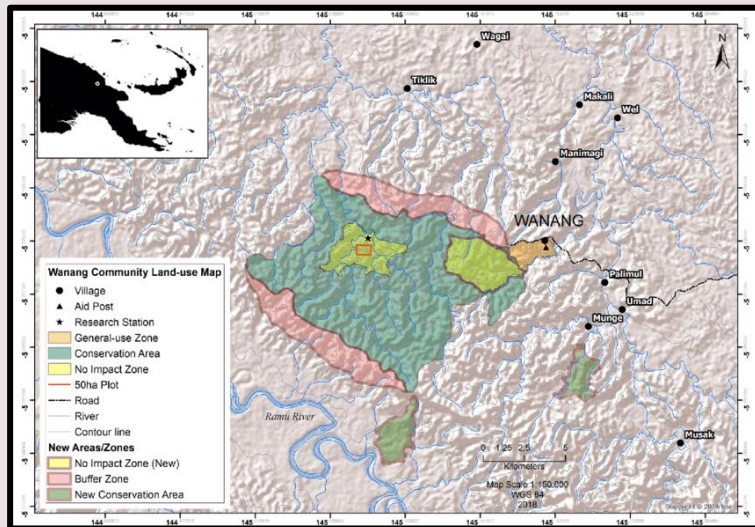 144
144
145
145
145
145
145
N
Wagai
Tiklik
Makali
Wel
Manimagi
WANANG
Palimul
Umad
Munge
Musak
Ramu River
Wanang Community Land-use Map
Village
Aid Post
Research Station
General-use Zone
Conservation Area
No Impact Zone
50ha Plot
Road
River
Contour line
New Areas/Zones
No Impact Zone (New)
Buffer Zone
New Conservation Area
0 1.25 2.5 5
Kilometers
Map Scale 1:150,000
WGS 84
2018
144
144
145
145
145
145
145